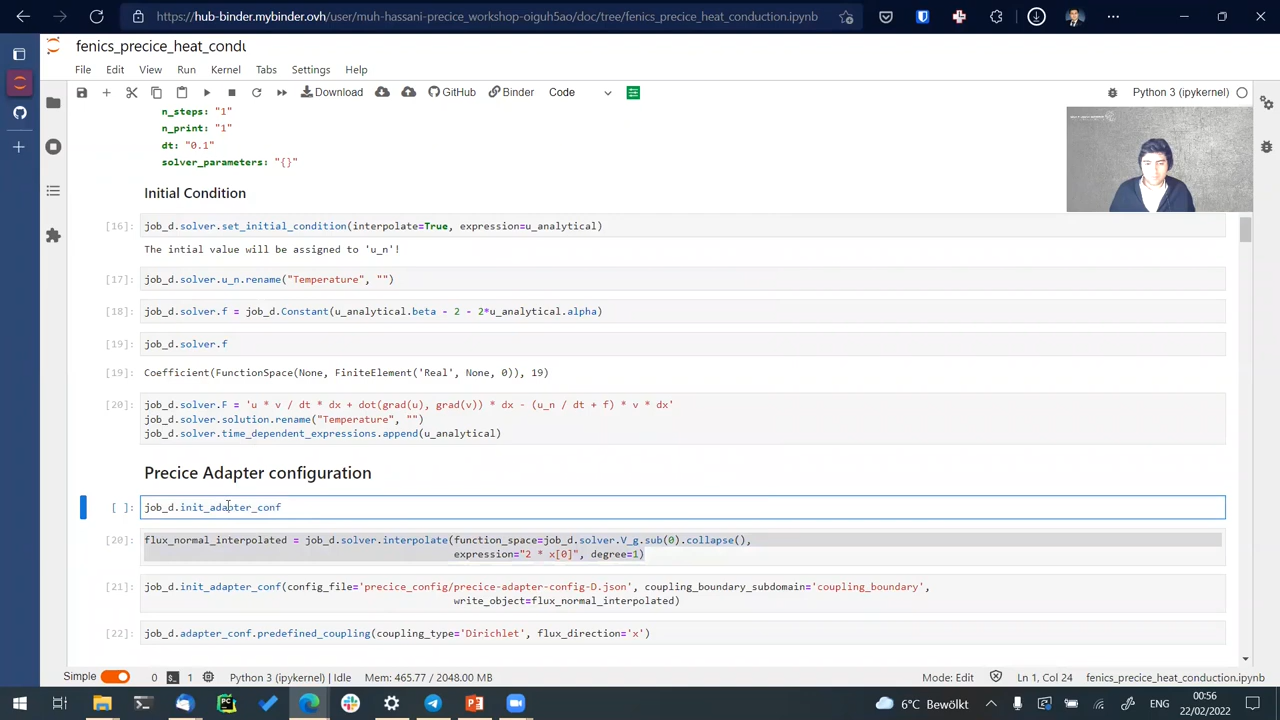 https://hub-binder.mybinder.ovh/user/muh-hassani-precice_workshop-oiguh5ao/doc/tree/fenics_precice_heat_conduction.ipynb
fenics_precice_heat_condu
File Edit View Run Kernel Tabs Settings Help
Download GitHub Binder Code Python 3 (ipykernel)
n_steps: "1"
n_print: "1"
dt: "0.1"
solver_parameters: "{}"
Initial Condition
[16]: job_d.solver.set_initial_condition(interpolate=True, expression=u_analytical)
The intial value will be assigned to 'u_n'!
[17]: job_d.solver.u_n.rename("Temperature", "")
[18]: job_d.solver.f = job_d.Constant(u_analytical.beta - 2 - 2*u_analytical.alpha)
[19]: job_d.solver.f
[19]: Coefficient(FunctionSpace(None, FiniteElement('Real', None, 0)), 19)
[20]: job_d.solver.F = 'u * v / dt * dx + dot(grad(u), grad(v)) * dx - (u_n / dt + f) * v * dx'
job_d.solver.solution.rename("Temperature", "")
job_d.solver.time_dependent_expressions.append(u_analytical)
Precice Adapter configuration
[ ]: job_d.init_adapter_conf
[20]: flux_normal_interpolated = job_d.solver.interpolate(function_space=job_d.solver.V_g.sub(0).collapse(),
expression="2 * x[0]", degree=1)
[21]: job_d.init_adapter_conf(config_file='precice_config/precice-adapter-config-D.json', coupling_boundary_subdomain='coupling_boundary',
write_object=flux_normal_interpolated)
[22]: job_d.adapter_conf.predefined_coupling(coupling_type='Dirichlet', flux_direction='x')
Simple 0 1 Python 3 (ipykernel) | Idle Mem: 465.77 / 2048.00 MB Mode: Edit Ln 1, Col 24 fenics_precice_heat_conduction.ipynb
6°C Bewölkt ENG 00:56
22/02/2022